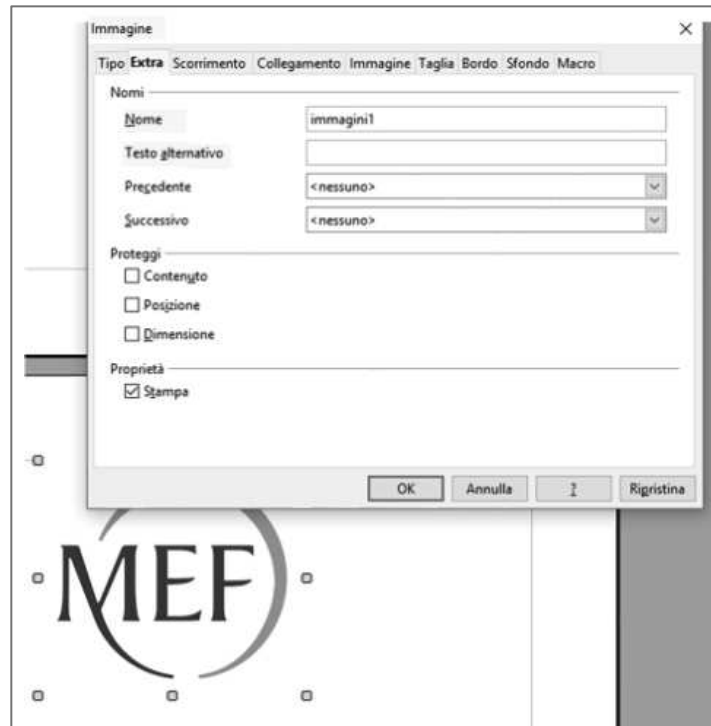 Immagine
Tipo Extra Scorrimento Collegamento Immagine Taglia Bordo Sfondo Macro
Nomi
Nome immagini1
Testo alternativo
Precedente <nessuno>
Successivo <nessuno>
Proteggi
Contenuto
Posizione
Dimensione
Proprietà
Stampa
OK Annulla ? Ripristina
MEF